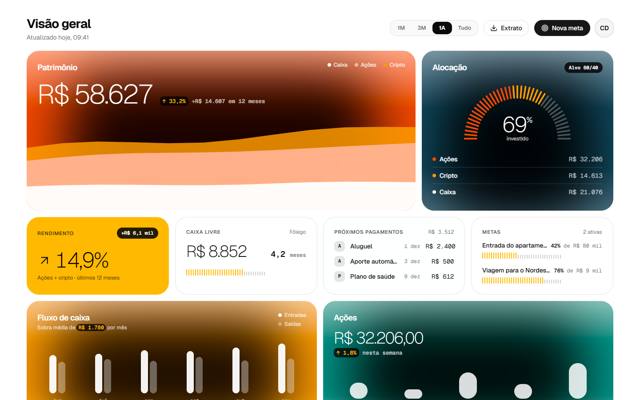 Visão geral
Atualizado hoje, 09:41
1M 3M 1A Tudo
Extrato
Nova meta
CD
Patrimônio
Caixa Ações Cripto
R$ 58.627
↑ 33,2% +R$ 14.607 em 12 meses
Alocação
Alvo 60/40
69%
investido
Ações R$ 32.206
Cripto R$ 14.613
Caixa R$ 21.076
RENDIMENTO
+R$ 6,1 mil
↗ 14,9%
Ações + cripto · últimos 12 meses
CAIXA LIVRE
Fôlego
R$ 8.852
4,2 meses
PRÓXIMOS PAGAMENTOS
R$ 3.512
A Aluguel 1 dez R$ 2.400
A Aporte automá... 3 dez R$ 500
P Plano de saúde 9 dez R$ 612
METAS
2 ativas
Entrada do apartame... 42% de R$ 80 mil
Viagem para o Nordes... 76% de R$ 9 mil
Fluxo de caixa
Sobra média de R$ 1.780 por mês
Entradas
Saídas
Ações
R$ 32.206,00
↑ 1,8% nesta semana